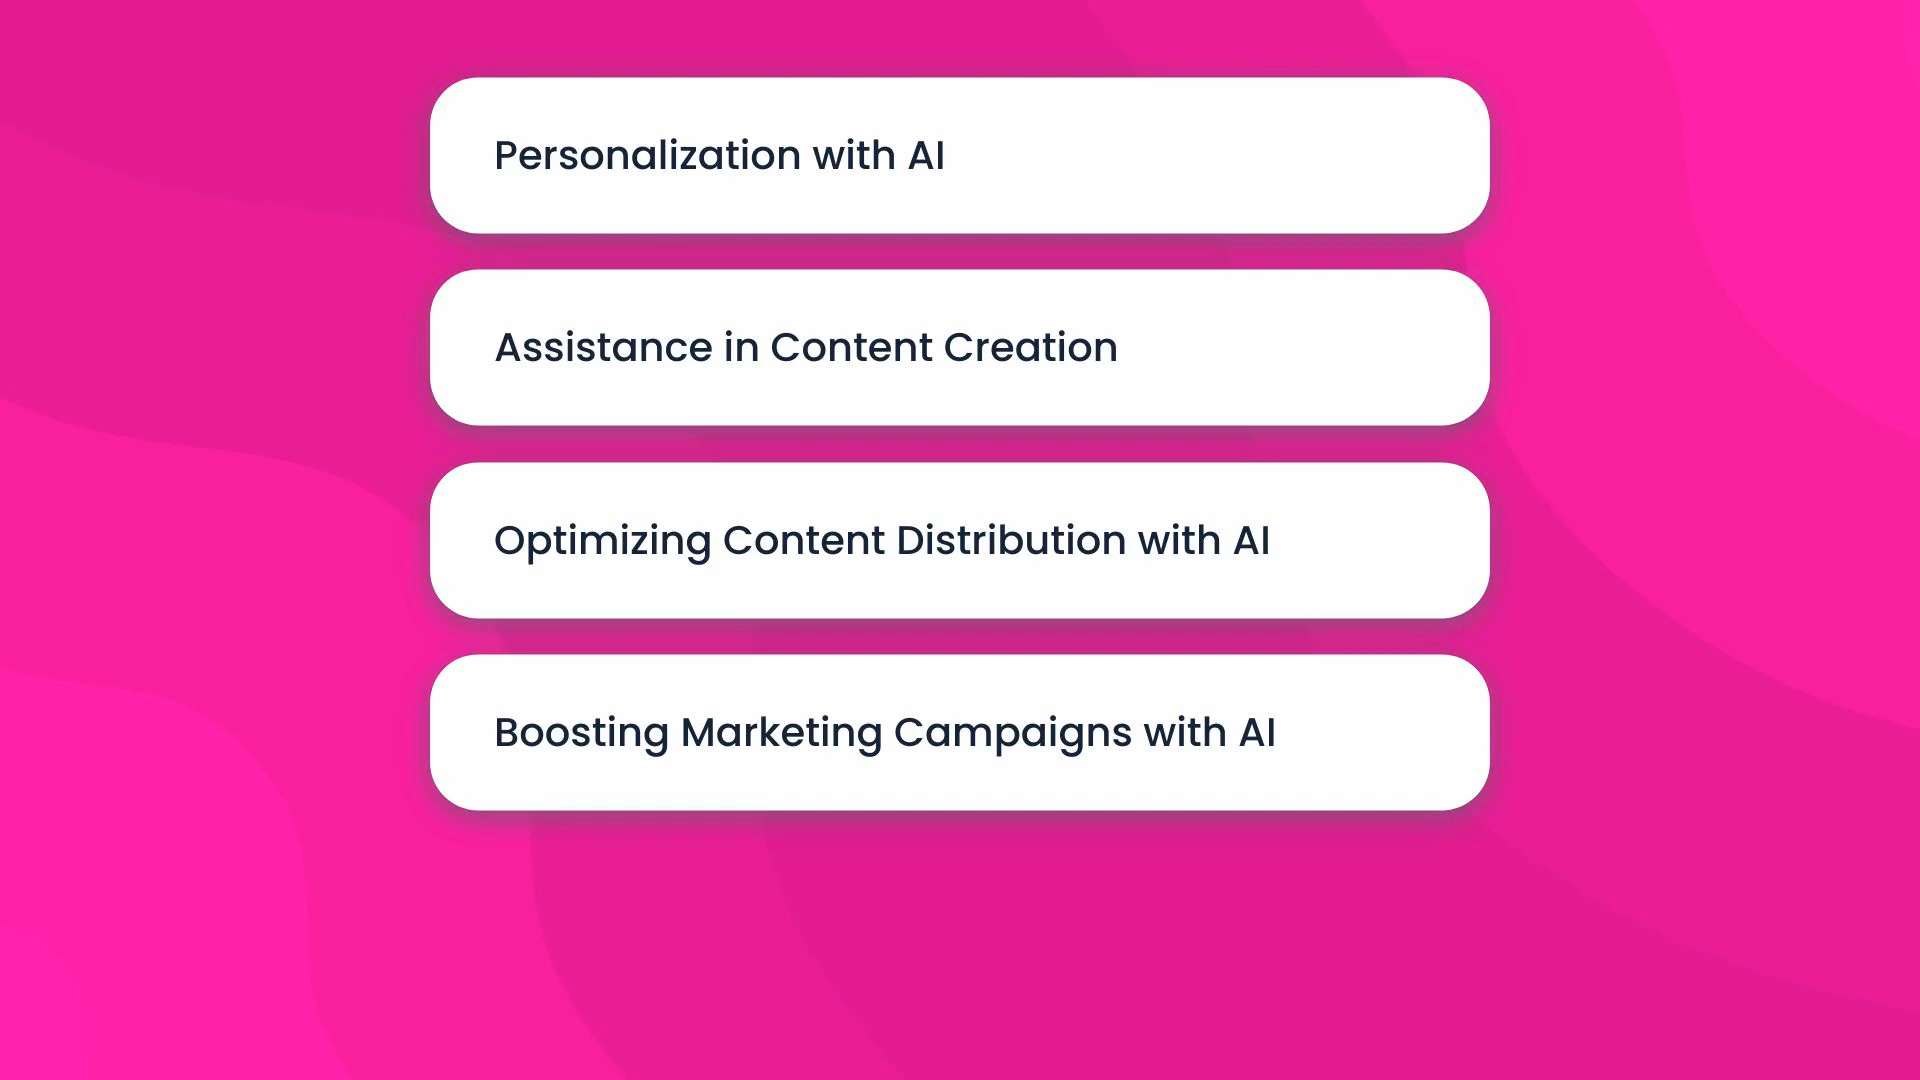 Personalization with AI
Assistance in Content Creation
Optimizing Content Distribution with AI
Boosting Marketing Campaigns with AI